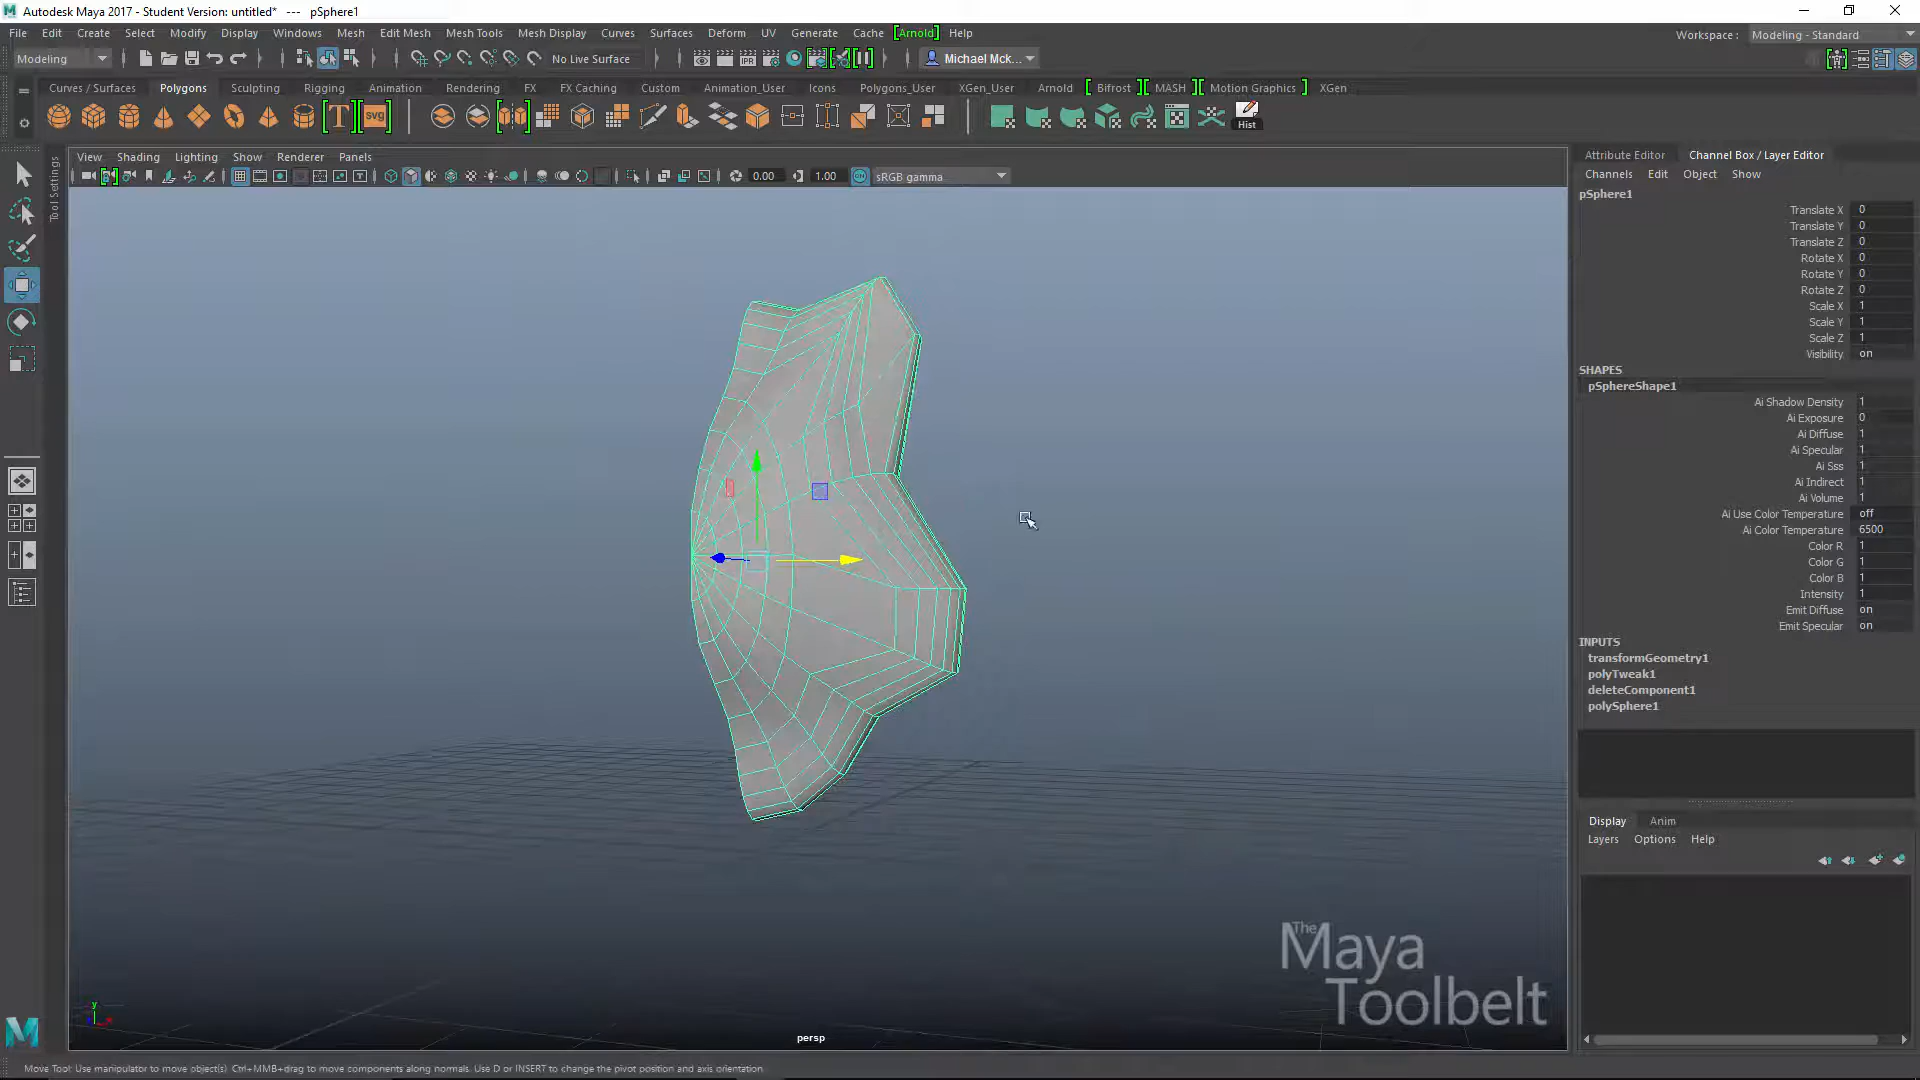 Autodesk Maya 2017 - Student Version: untitled* --- pSphere1
File Edit Create Select Modify Display Windows Mesh Edit Mesh Mesh Tools Mesh Display Curves Surfaces Deform UV Generate Cache [Arnold] Help
Workspace : Modeling - Standard
Modeling No Live Surface Michael Mck...
IPR
Curves / Surfaces Polygons Sculpting Rigging Animation Rendering FX FX Caching Custom Animation_User Icons Polygons_User XGen_User Arnold [ Bifrost ] [ MASH ] [ Motion Graphics ] XGen
T svg
Hist
View Shading Lighting Show Renderer Panels
0.00 1.00 ON sRGB gamma
Tool Settings
Attribute Editor Channel Box / Layer Editor
Channels Edit Object Show
pSphere1
Translate X 0
Translate Y 0
Translate Z 0
Rotate X 0
Rotate Y 0
Rotate Z 0
Scale X 1
Scale Y 1
Scale Z 1
Visibility on
SHAPES
pSphereShape1
Ai Shadow Density 1
Ai Exposure 0
Ai Diffuse 1
Ai Specular 1
Ai Sss 1
Ai Indirect 1
Ai Volume 1
Ai Use Color Temperature off
Ai Color Temperature 6500
Color R 1
Color G 1
Color B 1
Intensity 1
Emit Diffuse on
Emit Specular on
INPUTS
transformGeometry1
polyTweak1
deleteComponent1
polySphere1
Display Anim
Layers Options Help
The
Maya
Toolbelt
y
persp
Move Tool: Use manipulator to move object(s). Ctrl+MMB+drag to move components along normals. Use D or INSERT to change the pivot position and axis orientation.